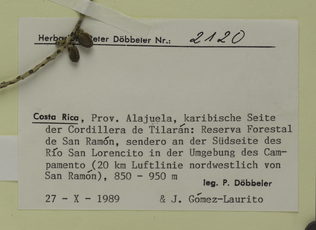 Herbar Peter Döbbeler Nr.: 2120
Costa Rica, Prov. Alajuela, karibische Seite
der Cordillera de Tilarán: Reserva Forestal
de San Ramón, sendero an der Südseite des
Río San Lorencito in der Umgebung des Cam-
pamento (20 km Luftlinie nordwestlich von
San Ramón), 850 - 950 m
leg. P. Döbbeler
27 - X - 1989 & J. Gómez-Laurito